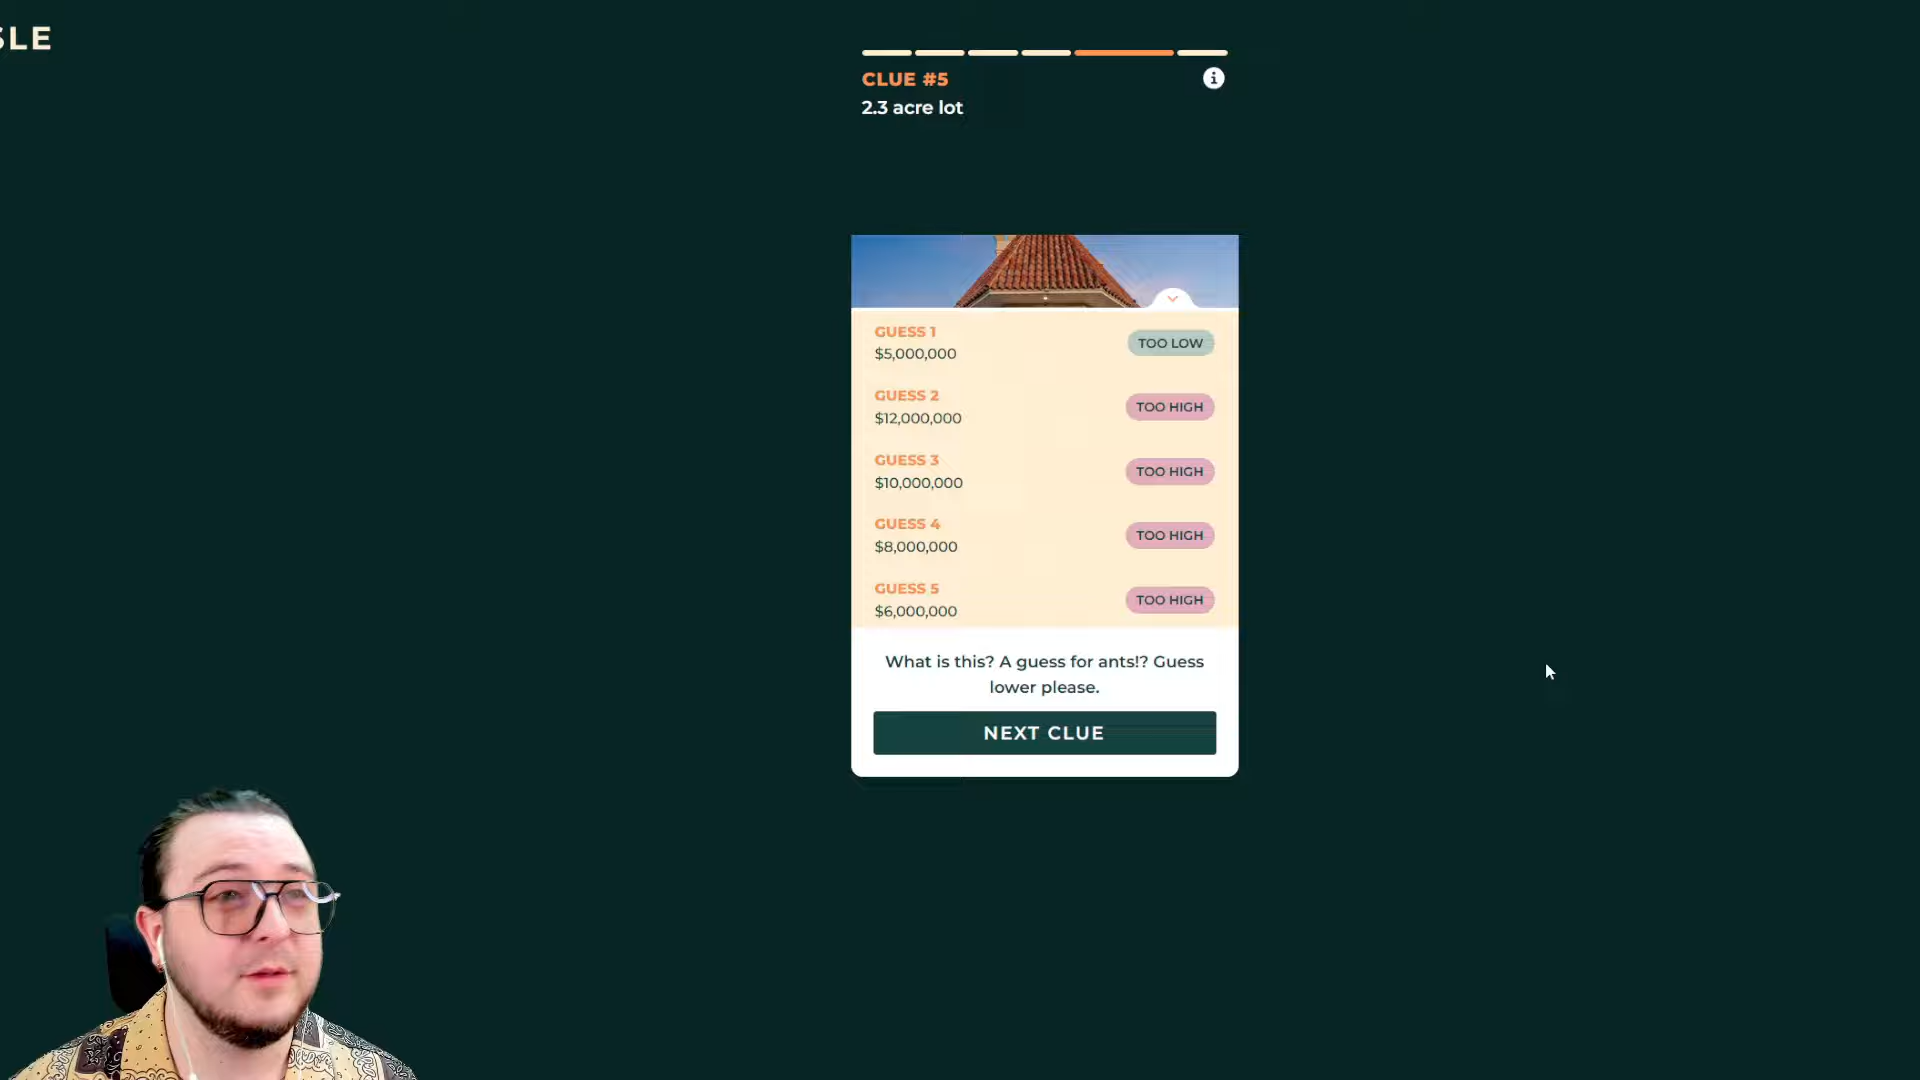 SLE
CLUE #5
2.3 acre lot
GUESS 1
$5,000,000
TOO LOW
GUESS 2
$12,000,000
TOO HIGH
GUESS 3
$10,000,000
TOO HIGH
GUESS 4
$8,000,000
TOO HIGH
GUESS 5
$6,000,000
TOO HIGH
What is this? A guess for ants!? Guess
lower please.
NEXT CLUE